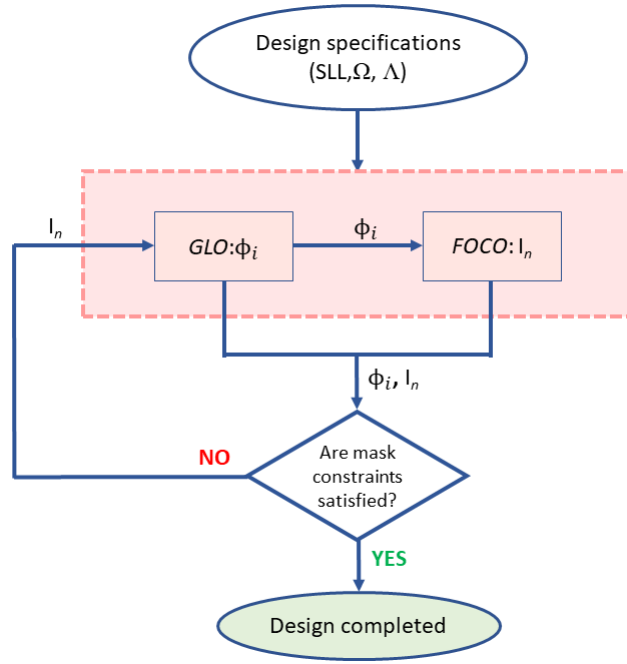 Design specifications
(SLL,Ω, Λ)
I_n
GLO:ϕ_i
ϕ_i
FOCO: I_n
ϕ_i, I_n
NO
Are mask
constraints
satisfied?
YES
Design completed